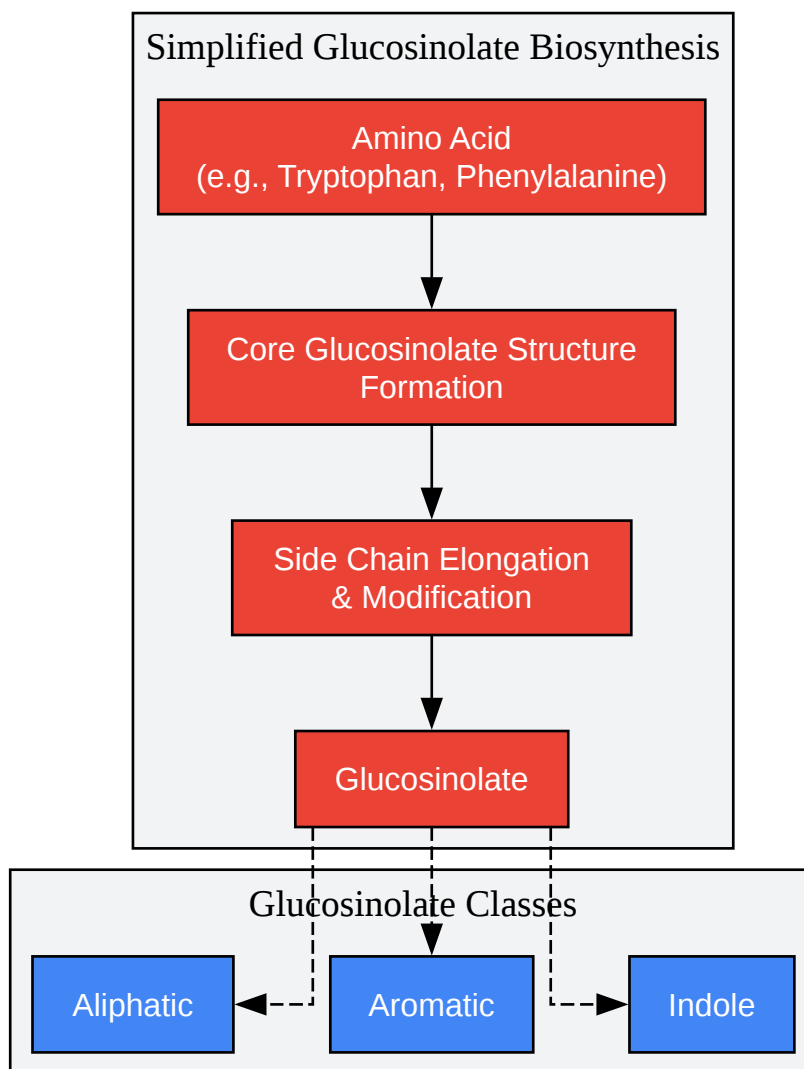 Simplified Glucosinolate Biosynthesis
Amino Acid
(e.g., Tryptophan, Phenylalanine)
Core Glucosinolate Structure
Formation
Side Chain Elongation
& Modification
Glucosinolate
Glucosinolate Classes
Aliphatic
Aromatic
Indole